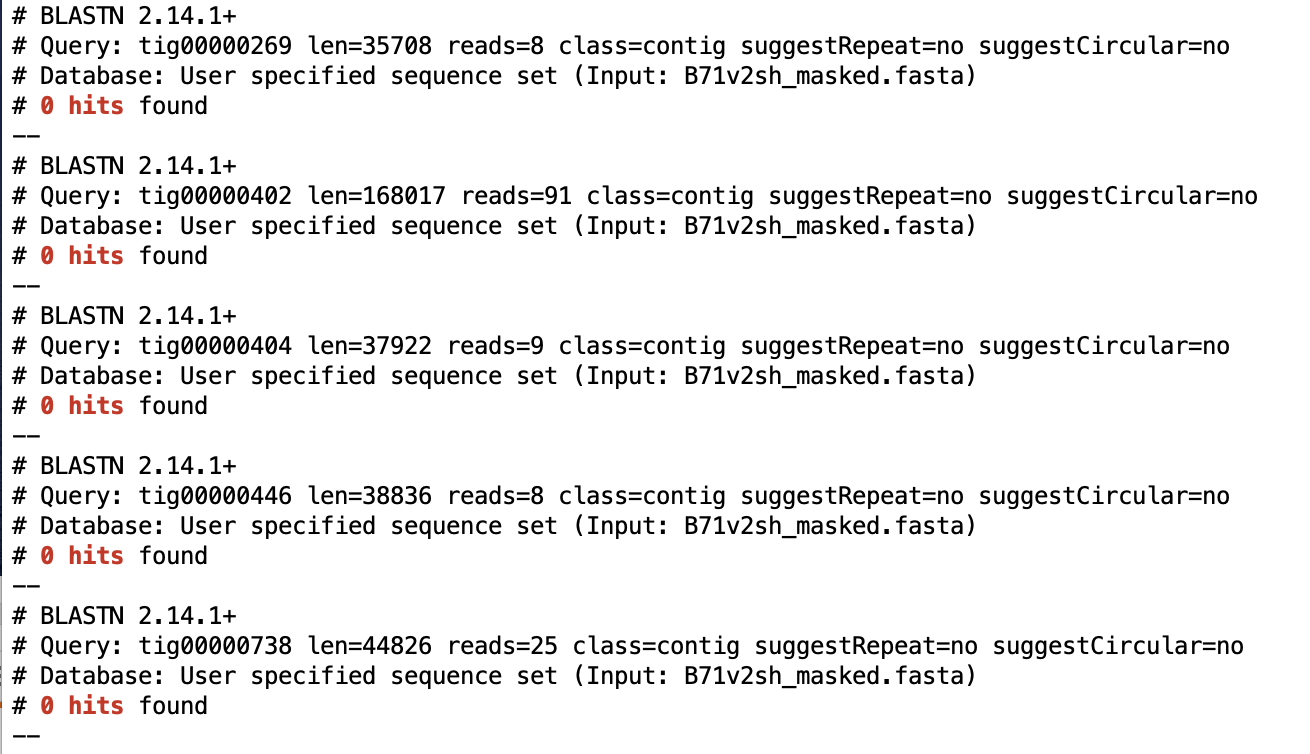 # BLASTN 2.14.1+
# Query: tig00000269 len=35708 reads=8 class=contig suggestRepeat=no suggestCircular=no
# Database: User specified sequence set (Input: B71v2sh_masked.fasta)
# 0 hits found
--
# BLASTN 2.14.1+
# Query: tig00000402 len=168017 reads=91 class=contig suggestRepeat=no suggestCircular=no
# Database: User specified sequence set (Input: B71v2sh_masked.fasta)
# 0 hits found
--
# BLASTN 2.14.1+
# Query: tig00000404 len=37922 reads=9 class=contig suggestRepeat=no suggestCircular=no
# Database: User specified sequence set (Input: B71v2sh_masked.fasta)
# 0 hits found
--
# BLASTN 2.14.1+
# Query: tig00000446 len=38836 reads=8 class=contig suggestRepeat=no suggestCircular=no
# Database: User specified sequence set (Input: B71v2sh_masked.fasta)
# 0 hits found
--
# BLASTN 2.14.1+
# Query: tig00000738 len=44826 reads=25 class=contig suggestRepeat=no suggestCircular=no
# Database: User specified sequence set (Input: B71v2sh_masked.fasta)
# 0 hits found
--